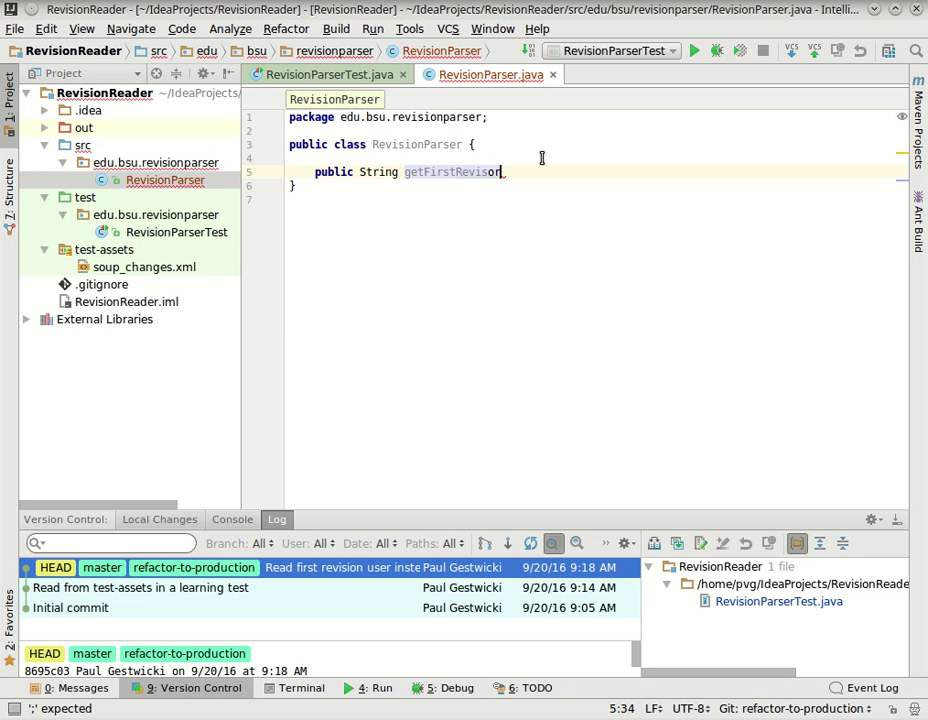 RevisionReader - [~/IdeaProjects/RevisionReader] - [RevisionReader] - ~/IdeaProjects/RevisionReader/src/edu/bsu/revisionparser/RevisionParser.java - Intelli...
File Edit View Navigate Code Analyze Refactor Build Run Tools VCS Window Help
RevisionReader src edu bsu revisionparser RevisionParser RevisionParserTest VCS VCS
Project RevisionParserTest.java RevisionParser.java
1: Project
7: Structure
2: Favorites
RevisionReader ~/IdeaProjects/
.idea
out
src
edu.bsu.revisionparser
RevisionParser
test
edu.bsu.revisionparser
RevisionParserTest
test-assets
soup_changes.xml
.gitignore
RevisionReader.iml
External Libraries
RevisionParser
1 package edu.bsu.revisionparser;
2
3 public class RevisionParser {
4
5 public String getFirstRevisor
6 }
7
Maven Projects
Ant Build
Version Control: Local Changes Console Log
Branch: All User: All Date: All Paths: All
HEAD master refactor-to-production Read first revision user inste Paul Gestwicki 9/20/16 9:18 AM
Read from test-assets in a learning test Paul Gestwicki 9/20/16 9:14 AM
Initial commit Paul Gestwicki 9/20/16 9:05 AM
HEAD master refactor-to-production
8695c03 Paul Gestwicki on 9/20/16 at 9:18 AM
RevisionReader 1 file
/home/pvg/IdeaProjects/RevisionReade
RevisionParserTest.java
0: Messages 9: Version Control Terminal 4: Run 5: Debug 6: TODO Event Log
';' expected 5:34 LF UTF-8 Git: refactor-to-production